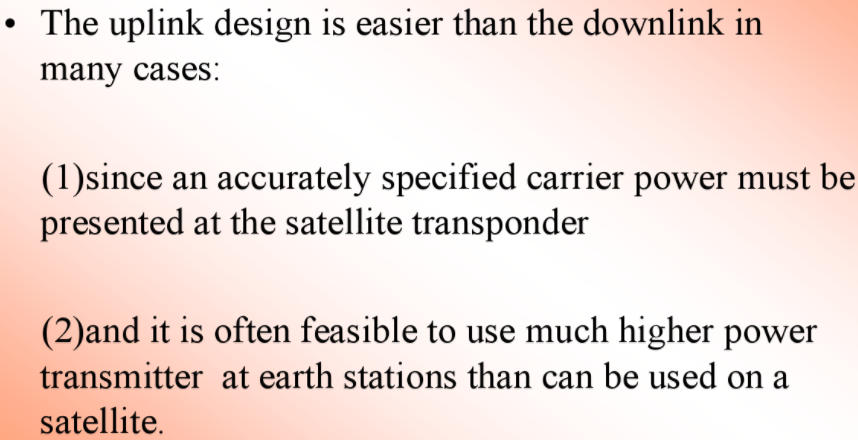 • The uplink design is easier than the downlink in
many cases:
(1)since an accurately specified carrier power must be
presented at the satellite transponder
(2)and it is often feasible to use much higher power
transmitter  at earth stations than can be used on a
satellite.